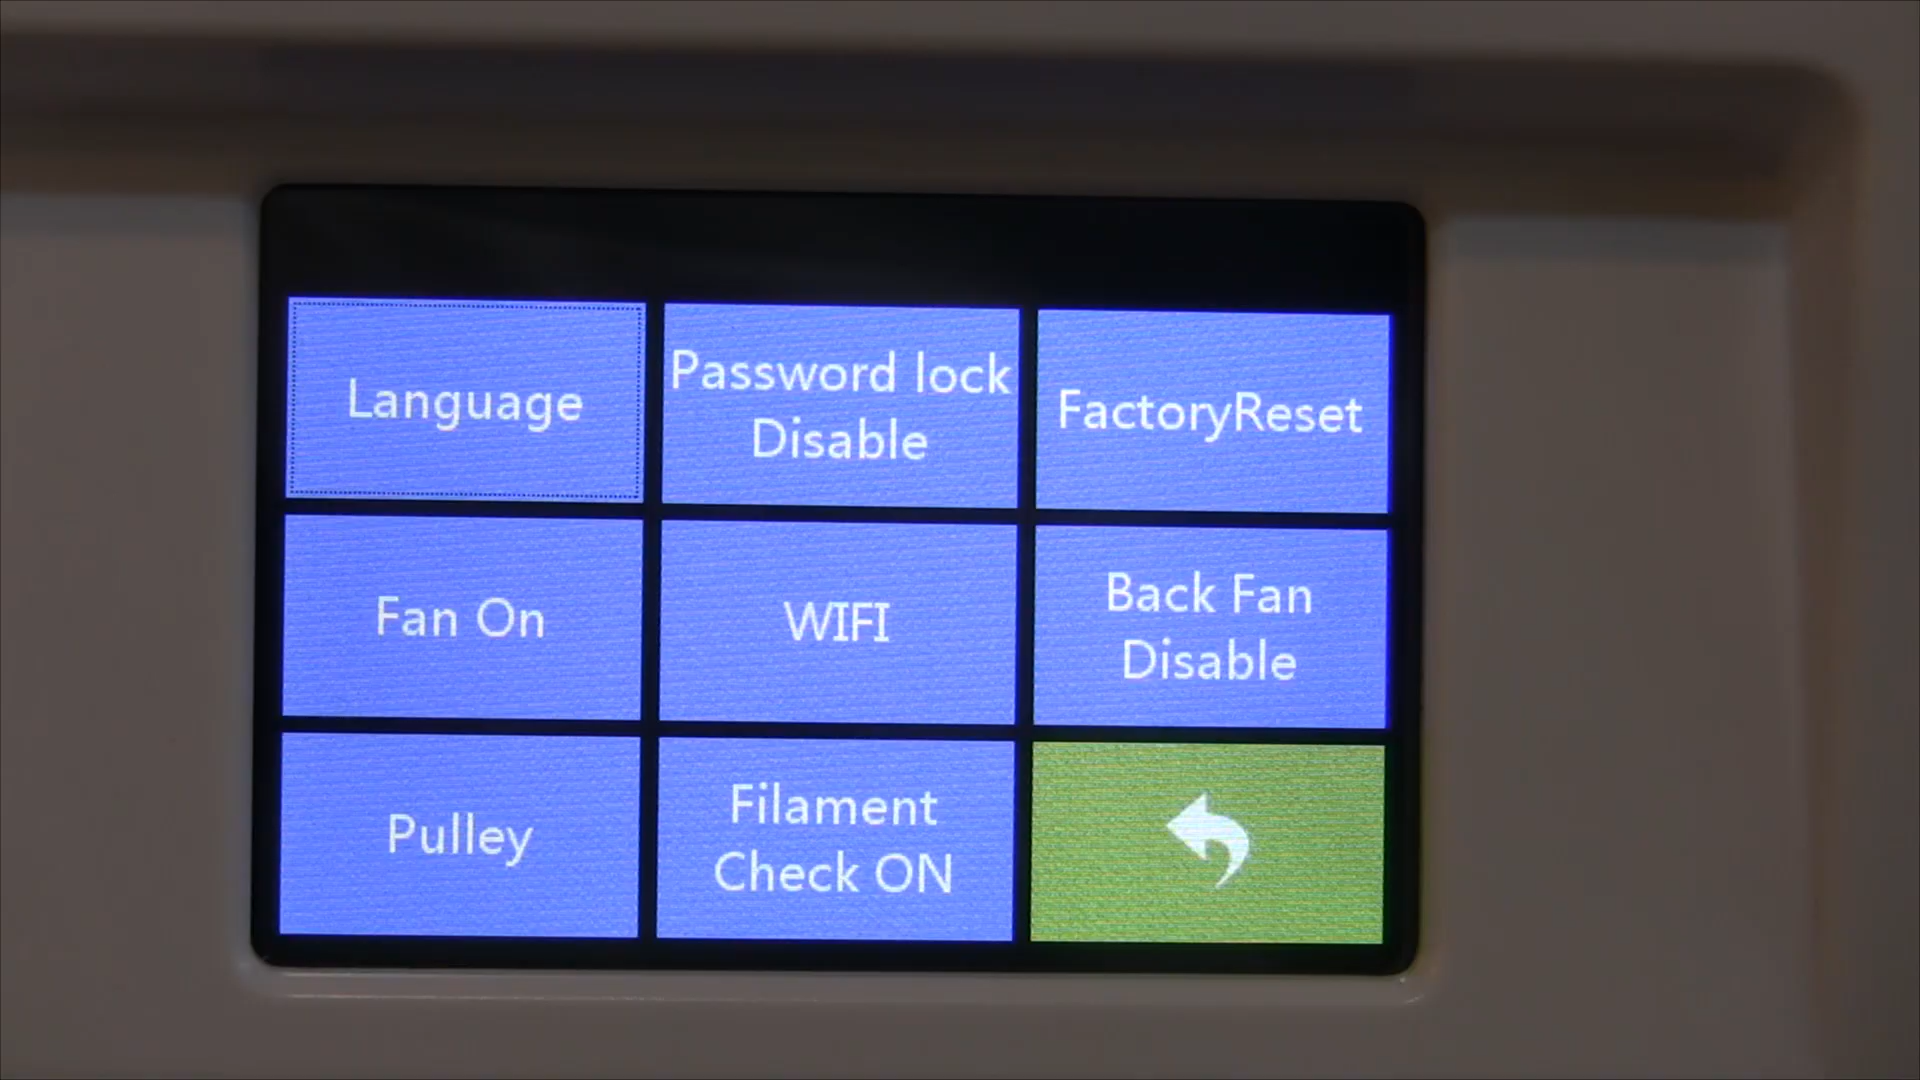 Language
Password lock
Disable
FactoryReset
Fan On
WIFI
Back Fan
Disable
Pulley
Filament
Check ON